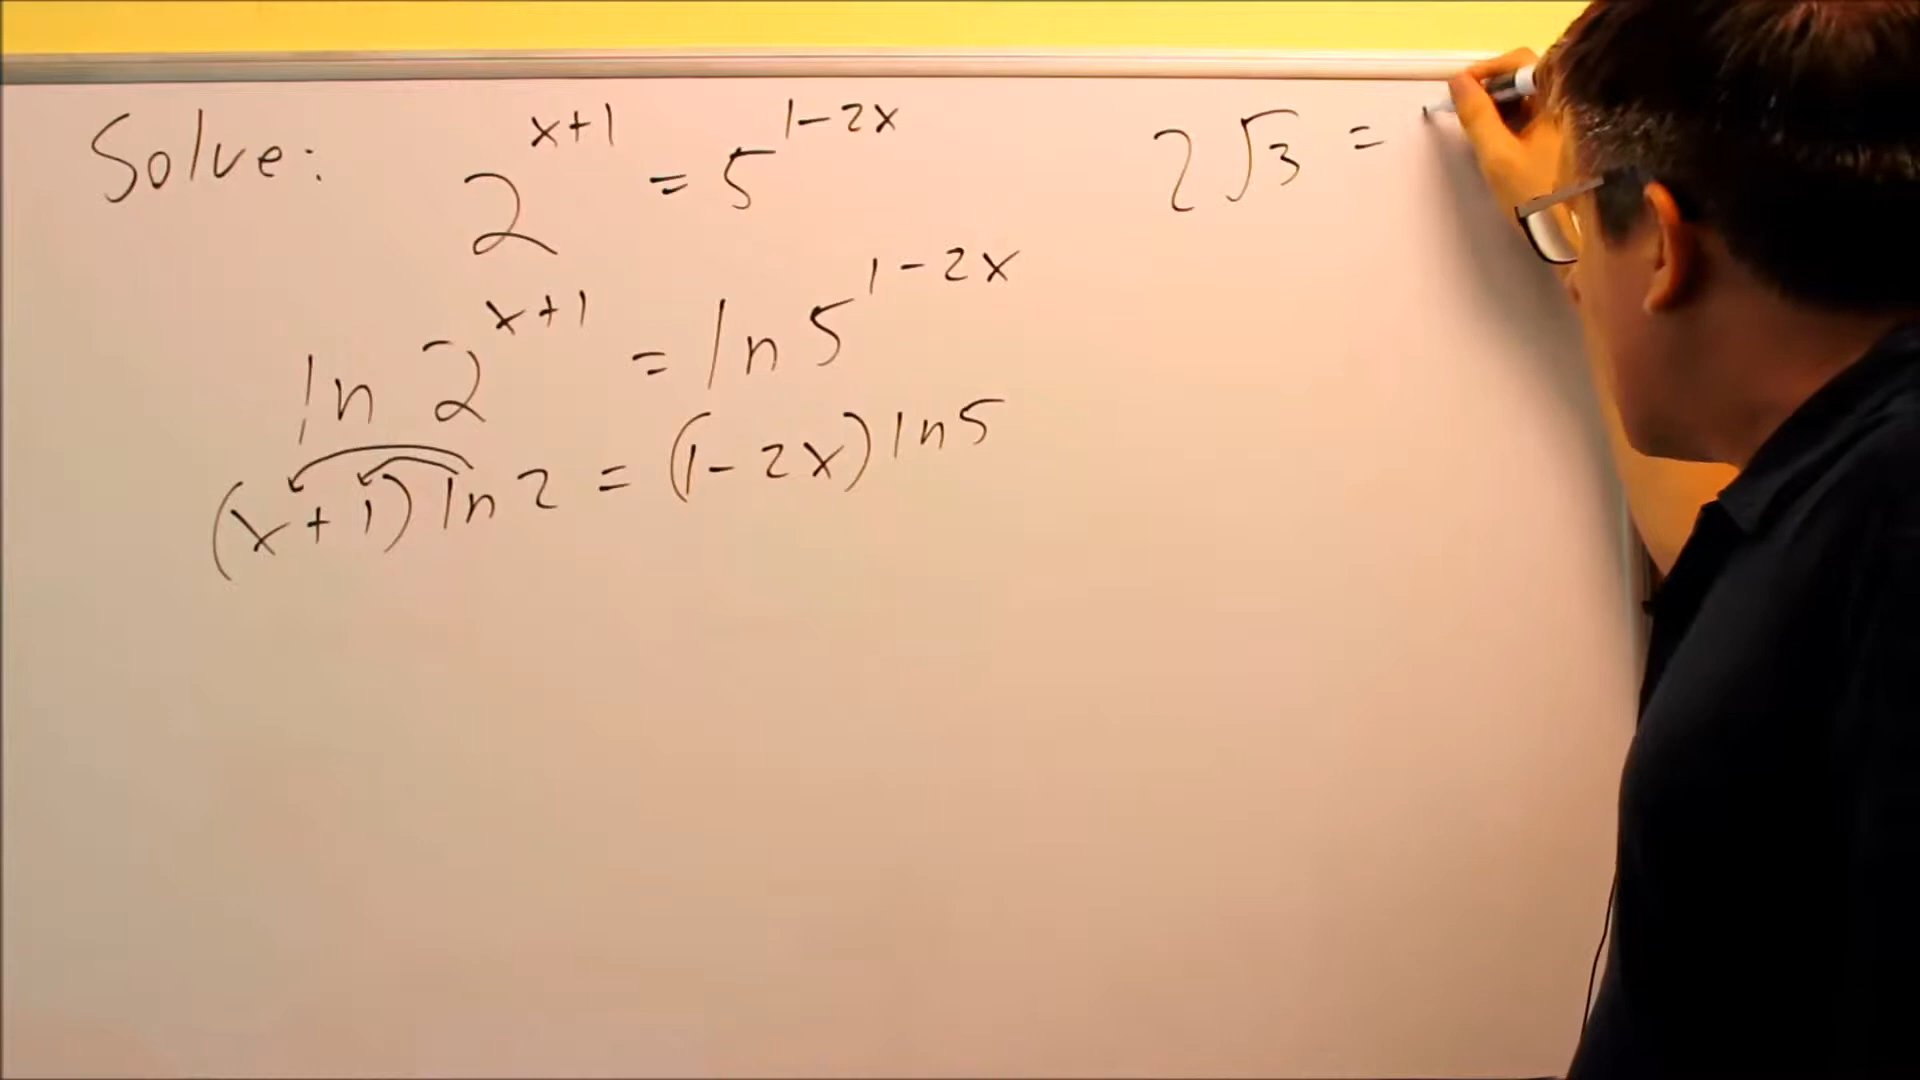 Solve: 2^{x+1} = 5^{1-2x}
ln 2^{x+1} = ln 5^{1-2x}
(x+1) ln 2 = (1-2x) ln 5
2√3 =